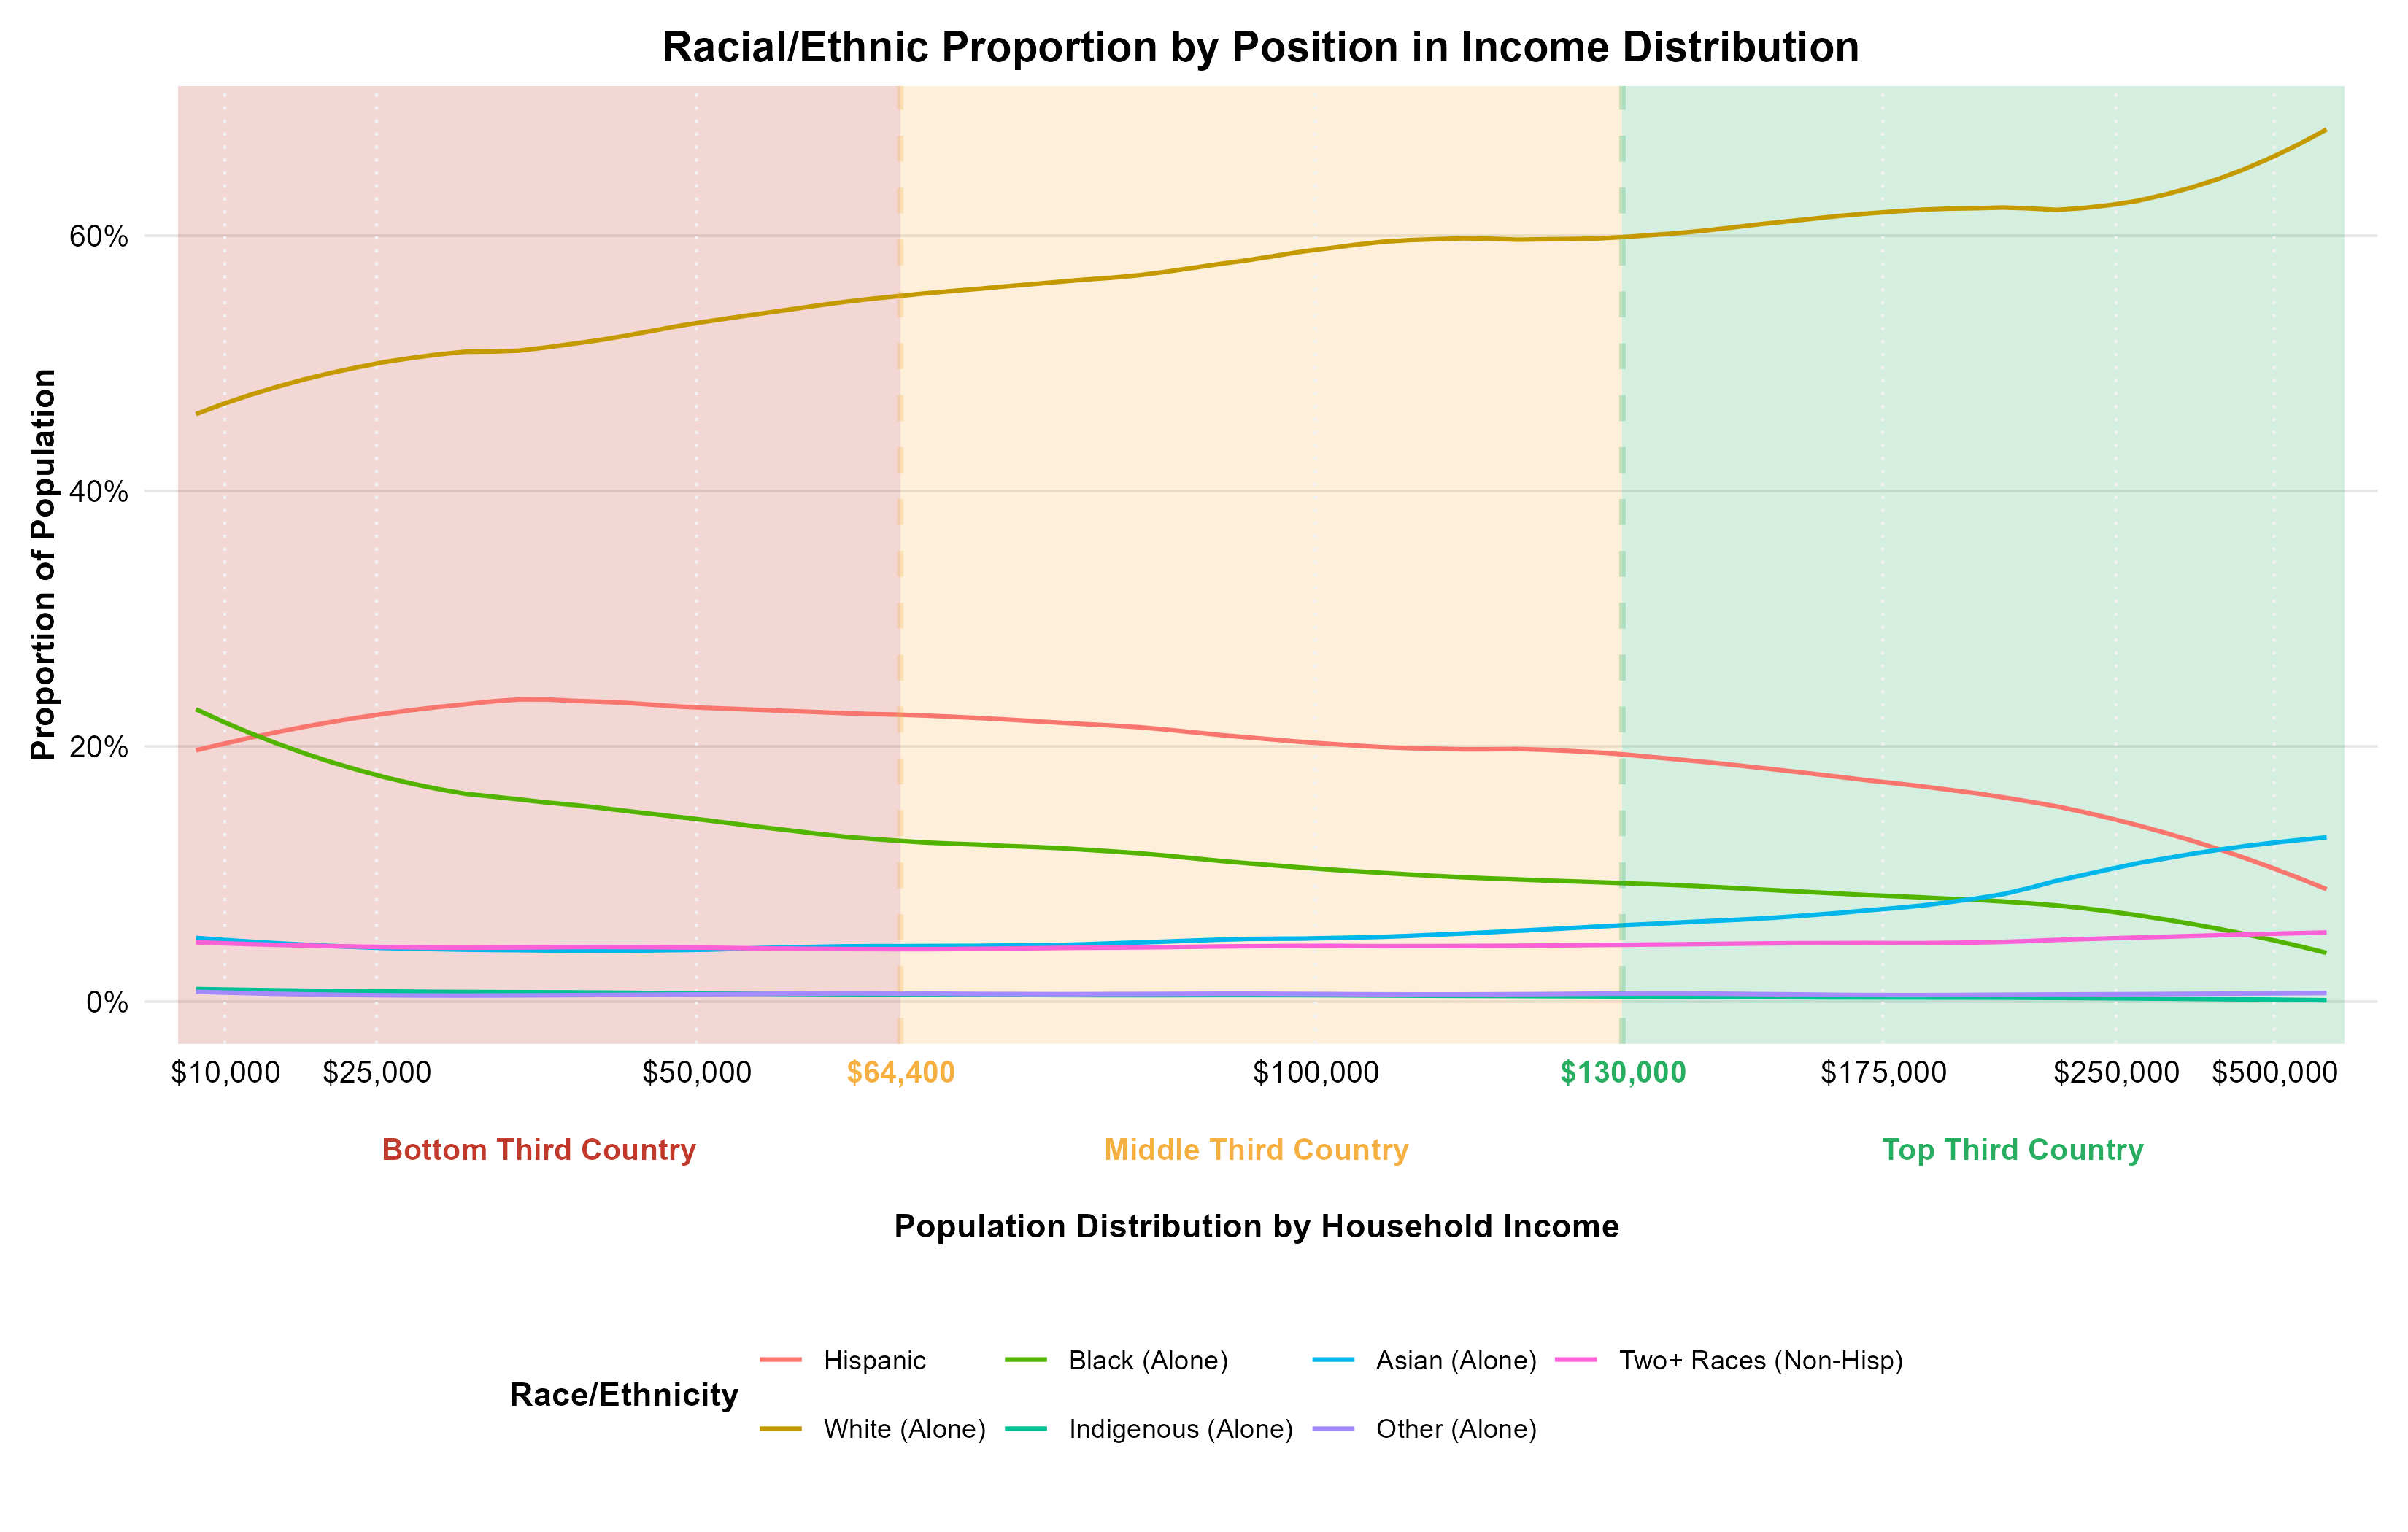 Racial/Ethnic Proportion by Position in Income Distribution
Proportion of Population
60%
40%
20%
0%
$10,000 $25,000 $50,000 $64,400 $100,000 $130,000 $175,000 $250,000 $500,000
Bottom Third Country Middle Third Country Top Third Country
Population Distribution by Household Income
Race/Ethnicity
Hispanic Black (Alone) Asian (Alone) Two+ Races (Non-Hisp)
White (Alone) Indigenous (Alone) Other (Alone)